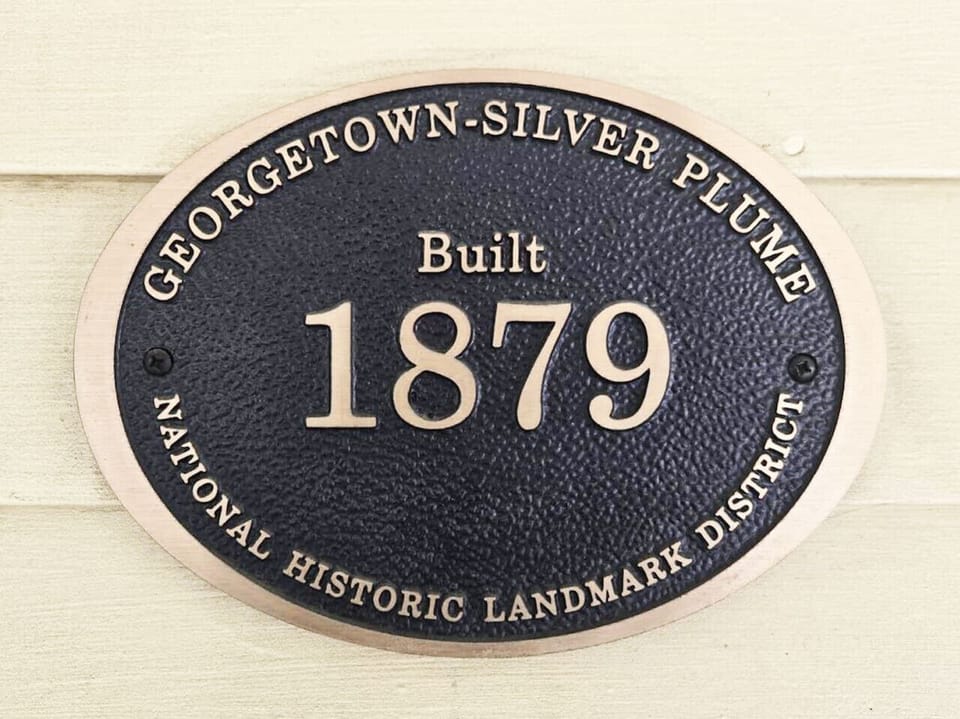 GEORGETOWN-SILVER PLUME
Built
1879
NATIONAL HISTORIC LANDMARK DISTRICT